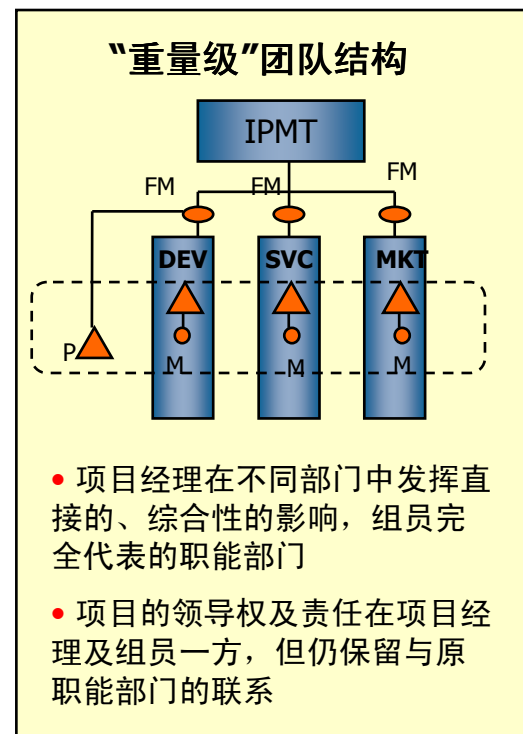 “重量级”团队结构
IPMT
FM FM FM
DEV SVC MKT
P
M M M
• 项目经理在不同部门中发挥直
接的、综合性的影响，组员完
全代表的职能部门
• 项目的领导权及责任在项目经
理及组员一方，但仍保留与原
职能部门的联系